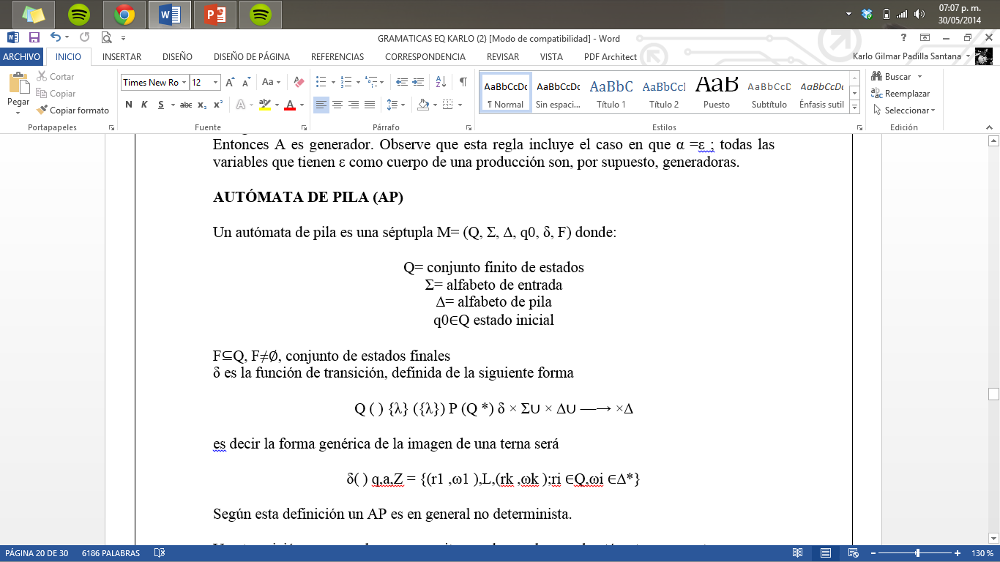 07:07 p. m.
30/05/2014
GRAMATICAS EQ KARLO (2) [Modo de compatibilidad] - Word
ARCHIVO INICIO INSERTAR DISEÑO DISEÑO DE PÁGINA REFERENCIAS CORRESPONDENCIA REVISAR VISTA PDF Architect Karlo Gilmar Padilla Santana
Pegar
Cortar
Copiar
Copiar formato
Portapapeles
Times New Ro 12
N K S abc x₂ x²
Fuente
Párrafo
AaBbCcDc AaBbCcDc AaBbC AaBbCcI AaB AaBbCcD AaBbCcDc
¶ Normal Sin espaci... Título 1 Título 2 Puesto Subtítulo Énfasis sutil
Estilos
Buscar
Reemplazar
Seleccionar
Edición
Entonces A es generador. Observe que esta regla incluye el caso en que α =ε ; todas las
variables que tienen ε como cuerpo de una producción son, por supuesto, generadoras.
AUTÓMATA DE PILA (AP)
Un autómata de pila es una séptupla M= (Q, Σ, Δ, q0, δ, F) donde:
Q= conjunto finito de estados
Σ= alfabeto de entrada
Δ= alfabeto de pila
q0∈Q estado inicial
F⊆Q, F≠∅, conjunto de estados finales
δ es la función de transición, definida de la siguiente forma
Q ( ) {λ} ({λ}) P (Q *) δ × Σ∪ × Δ∪ ⎯⎯→ ×Δ
es decir la forma genérica de la imagen de una terna será
δ( ) q,a,Z = {(r1 ,ω1 ),L,(rk ,ωk );ri ∈Q,ωi ∈Δ*}
Según esta definición un AP es en general no determinista.
PÁGINA 20 DE 30 6186 PALABRAS 130 %